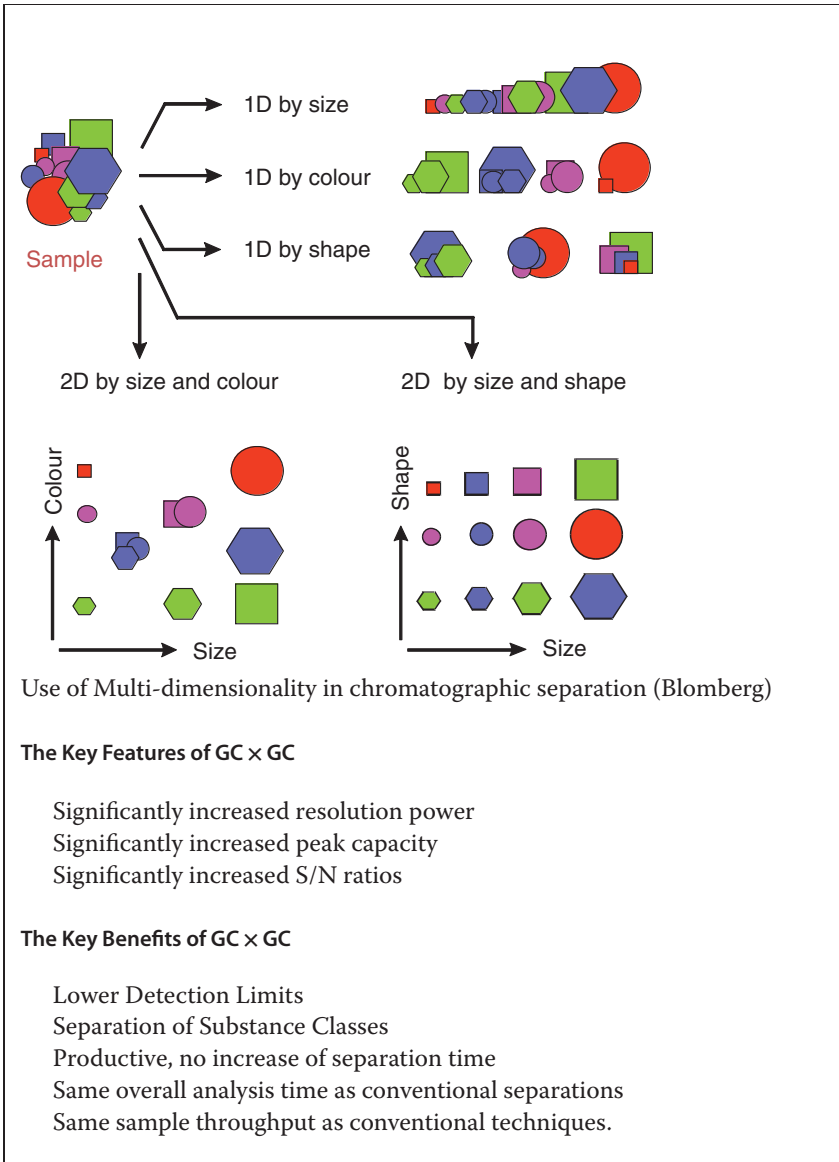 1D by size
1D by colour
1D by shape
Sample
2D by size and colour
2D by size and shape
Colour
Size
Shape
Size
Use of Multi-dimensionality in chromatographic separation (Blomberg)
The Key Features of GC × GC
Significantly increased resolution power
Significantly increased peak capacity
Significantly increased S/N ratios
The Key Benefits of GC × GC
Lower Detection Limits
Separation of Substance Classes
Productive, no increase of separation time
Same overall analysis time as conventional separations
Same sample throughput as conventional techniques.